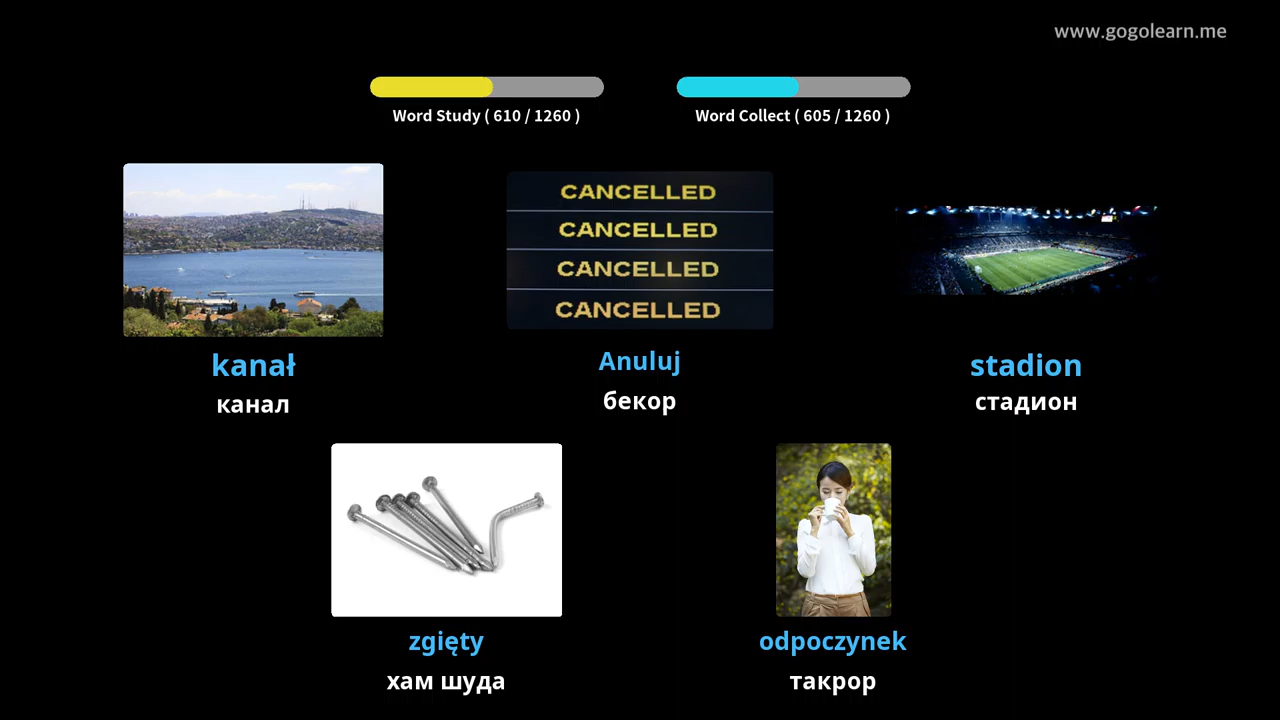 www.gogolearn.me
Word Study ( 610 / 1260 )
Word Collect ( 605 / 1260 )
CANCELLED
CANCELLED
CANCELLED
CANCELLED
kanał
канал
Anuluj
бекор
stadion
стадион
zgięty
хам шуда
odpoczynek
такрор